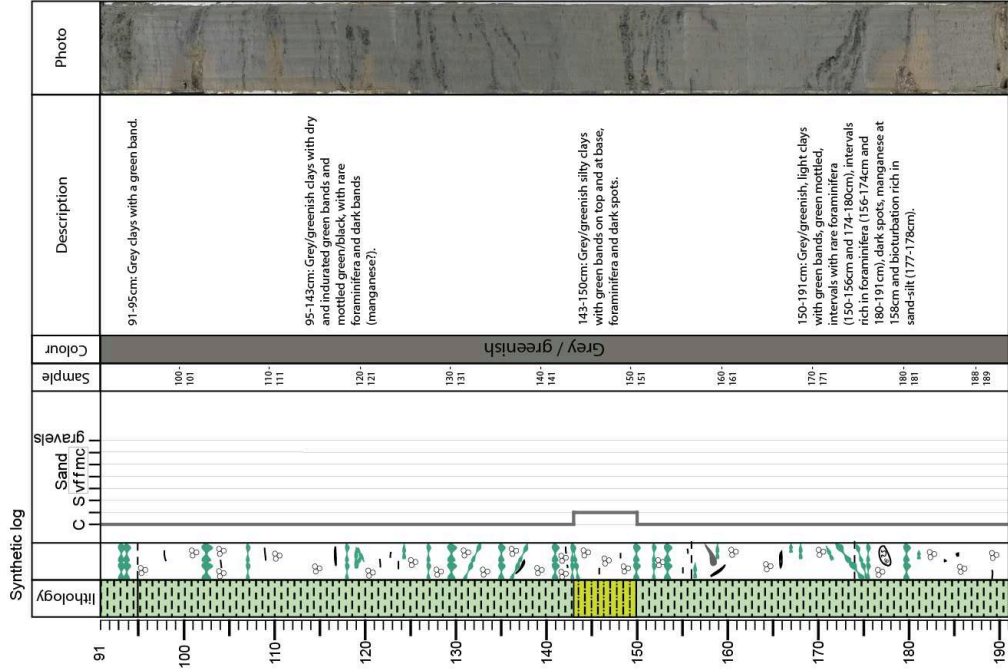 Synthetic log
lithology
C S vf f m c
Sand
gravels
Sample
Colour
Description
Photo
91
100
110
120
130
140
150
160
170
180
190
100-
101
110-
111
120-
121
130-
131
140-
141
150-
151
160-
161
170-
171
180-
181
188-
189
Grey / greenish
91-95cm: Grey clays with a green band.
95-143cm: Grey/greenish clays with dry
and indurated green bands and
mottled green/black, with rare
foraminifera and dark bands
(manganese?).
143-150cm: Grey/greenish silty clays
with green bands on top and at base,
foraminifera and dark spots.
150-191cm: Grey/greenish, light clays
with green bands, green mottled,
intervals with rare foraminifera
(150-156cm and 174-180cm), intervals
rich in foraminifera (156-174cm and
180-191cm), dark spots, manganese at
158cm and bioturbation rich in
sand-silt (177-178cm).